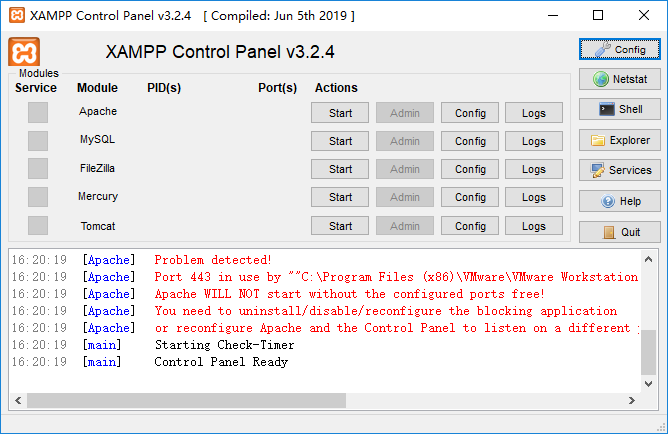 XAMPP Control Panel v3.2.4 [ Compiled: Jun 5th 2019 ]
XAMPP Control Panel v3.2.4
Config
Modules
Service Module PID(s) Port(s) Actions
Netstat
Apache Start Admin Config Logs
Shell
MySQL Start Admin Config Logs
Explorer
FileZilla Start Admin Config Logs
Services
Mercury Start Admin Config Logs
Help
Tomcat Start Admin Config Logs
Quit
16:20:19 [Apache] Problem detected!
16:20:19 [Apache] Port 443 in use by ""C:\Program Files (x86)\VMware\VMware Workstation
16:20:19 [Apache] Apache WILL NOT start without the configured ports free!
16:20:19 [Apache] You need to uninstall/disable/reconfigure the blocking application
16:20:19 [Apache] or reconfigure Apache and the Control Panel to listen on a different
16:20:19 [main] Starting Check-Timer
16:20:19 [main] Control Panel Ready